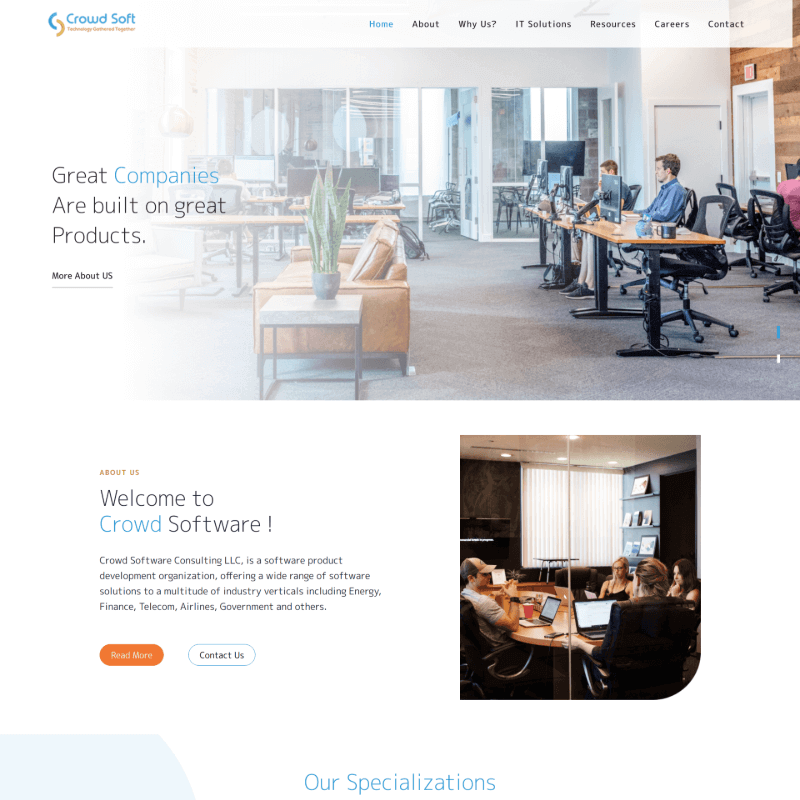 Crowd Soft
Technology Gathered Together
Home About Why Us? IT Solutions Resources Careers Contact
Great Companies
Are built on great
Products.
More About US
ABOUT US
Welcome to
Crowd Software !
Crowd Software Consulting LLC, is a software product
development organization, offering a wide range of software
solutions to a multitude of industry verticals including Energy,
Finance, Telecom, Airlines, Government and others.
Read More
Contact Us
Our Specializations